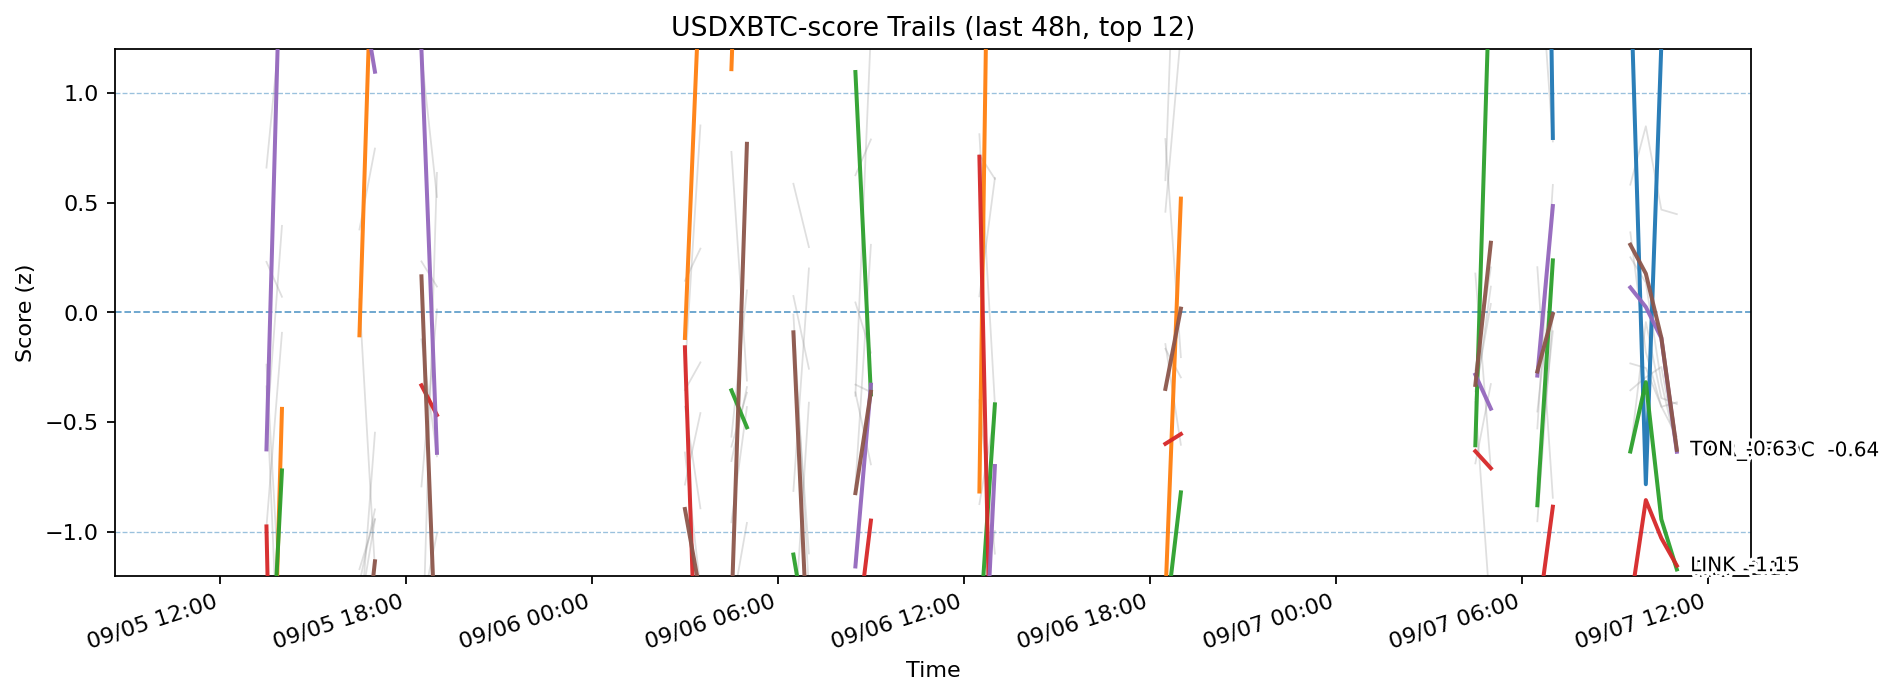 USDXBTC-score Trails (last 48h, top 12)
Score (z)
1.0
0.5
0.0
−0.5
−1.0
TON -0.63 -0.64
LINK -1.15
09/05 12:00
09/05 18:00
09/06 00:00
09/06 06:00
09/06 12:00
09/06 18:00
09/07 00:00
09/07 06:00
09/07 12:00
Time